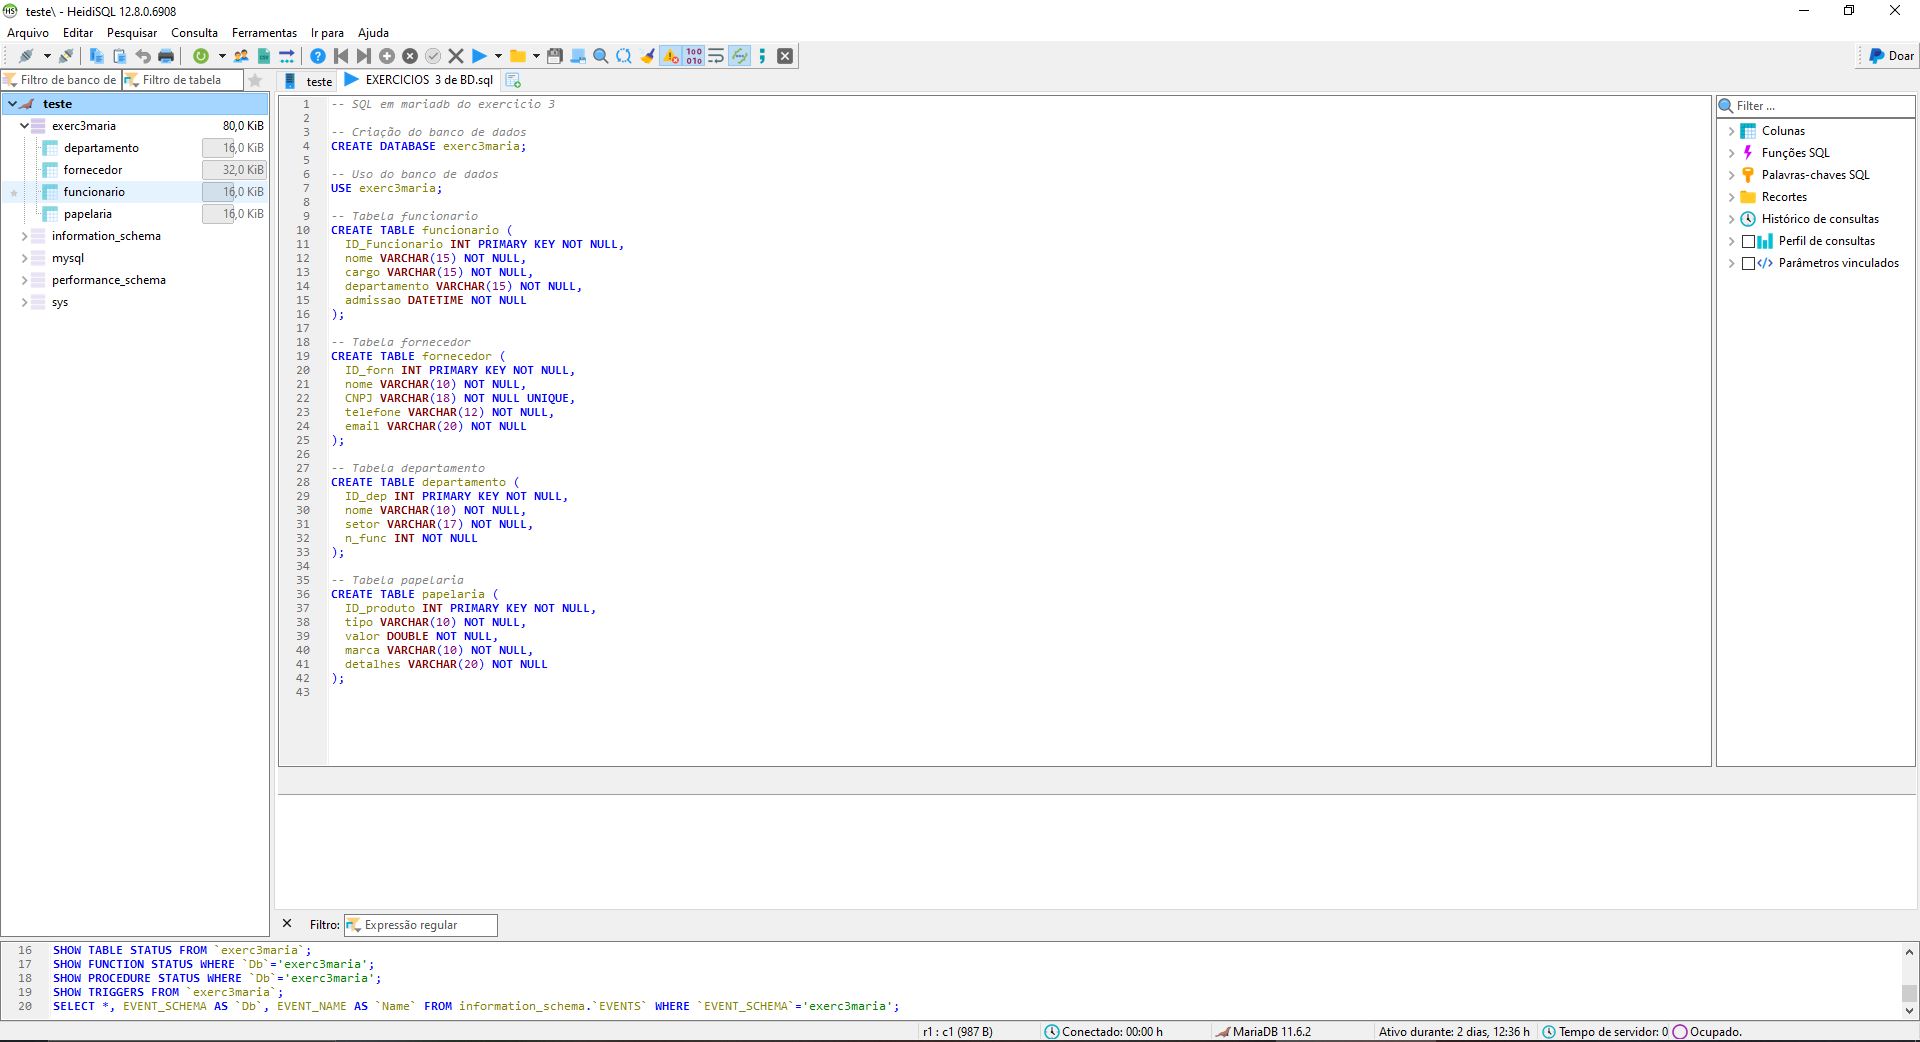 teste\ - HeidiSQL 12.8.0.6908
Arquivo Editar Pesquisar Consulta Ferramentas Ir para Ajuda
Doar
Filtro de banco de Filtro de tabela
teste EXERCICIOS 3 de BD.sql
teste
exerc3maria 80,0 KiB
departamento 16,0 KiB
fornecedor 32,0 KiB
funcionario 16,0 KiB
papelaria 16,0 KiB
information_schema
mysql
performance_schema
sys
1 -- SQL em mariadb do exercicio 3
2
3 -- Criação do banco de dados
4 CREATE DATABASE exerc3maria;
5
6 -- Uso do banco de dados
7 USE exerc3maria;
8
9 -- Tabela funcionario
10 CREATE TABLE funcionario (
11 ID_Funcionario INT PRIMARY KEY NOT NULL,
12 nome VARCHAR(15) NOT NULL,
13 cargo VARCHAR(15) NOT NULL,
14 departamento VARCHAR(15) NOT NULL,
15 admissao DATETIME NOT NULL
16 );
17
18 -- Tabela fornecedor
19 CREATE TABLE fornecedor (
20 ID_forn INT PRIMARY KEY NOT NULL,
21 nome VARCHAR(10) NOT NULL,
22 CNPJ VARCHAR(18) NOT NULL UNIQUE,
23 telefone VARCHAR(12) NOT NULL,
24 email VARCHAR(20) NOT NULL
25 );
26
27 -- Tabela departamento
28 CREATE TABLE departamento (
29 ID_dep INT PRIMARY KEY NOT NULL,
30 nome VARCHAR(10) NOT NULL,
31 setor VARCHAR(17) NOT NULL,
32 n_func INT NOT NULL
33 );
34
35 -- Tabela papelaria
36 CREATE TABLE papelaria (
37 ID_produto INT PRIMARY KEY NOT NULL,
38 tipo VARCHAR(10) NOT NULL,
39 valor DOUBLE NOT NULL,
40 marca VARCHAR(10) NOT NULL,
41 detalhes VARCHAR(20) NOT NULL
42 );
43
Filter ...
Colunas
Funções SQL
Palavras-chaves SQL
Recortes
Histórico de consultas
Perfil de consultas
Parâmetros vinculados
Filtro: Expressão regular
16 SHOW TABLE STATUS FROM `exerc3maria`;
17 SHOW FUNCTION STATUS WHERE `Db`='exerc3maria';
18 SHOW PROCEDURE STATUS WHERE `Db`='exerc3maria';
19 SHOW TRIGGERS FROM `exerc3maria`;
20 SELECT *, EVENT_SCHEMA AS `Db`, EVENT_NAME AS `Name` FROM information_schema.`EVENTS` WHERE `EVENT_SCHEMA`='exerc3maria';
r1 : c1 (987 B) Conectado: 00:00 h MariaDB 11.6.2 Ativo durante: 2 dias, 12:36 h Tempo de servidor: 0 Ocupado.